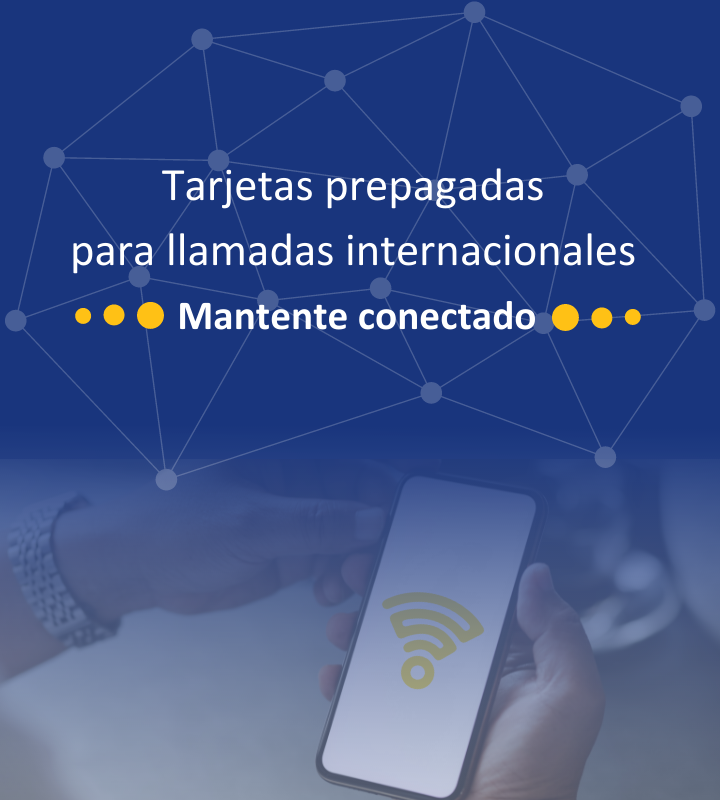 Tarjetas prepagadas
para llamadas internacionales
Mantente conectado